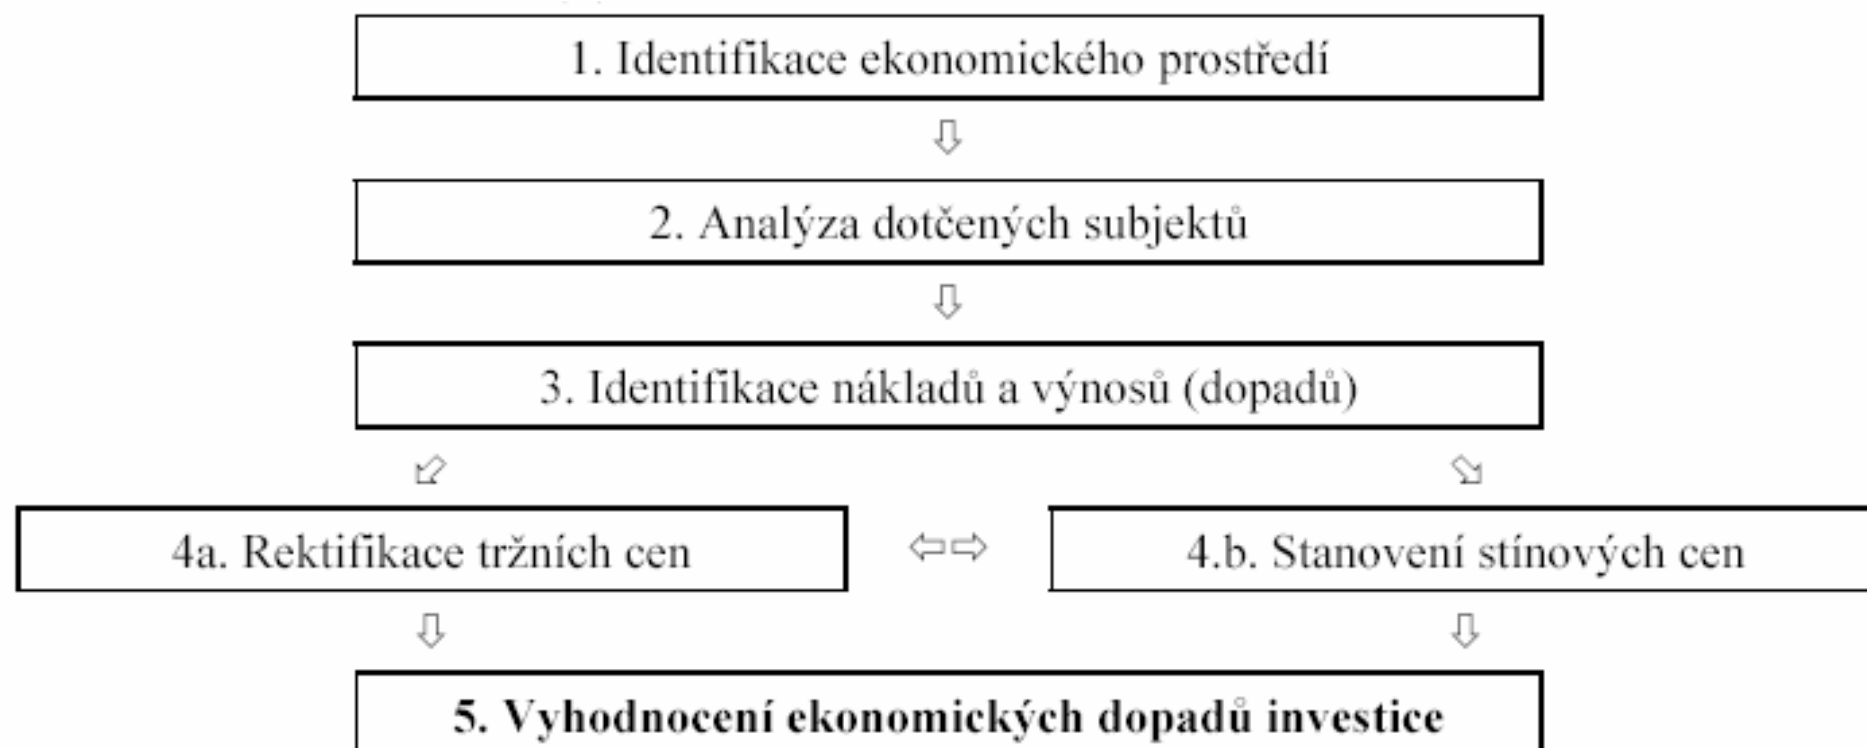 1. Identifikace ekonomického prostředí
2. Analýza dotčených subjektů
3. Identifikace nákladů a výnosů (dopadů)
4a. Rektifikace tržních cen
4.b. Stanovení stínových cen
5. Vyhodnocení ekonomických dopadů investice